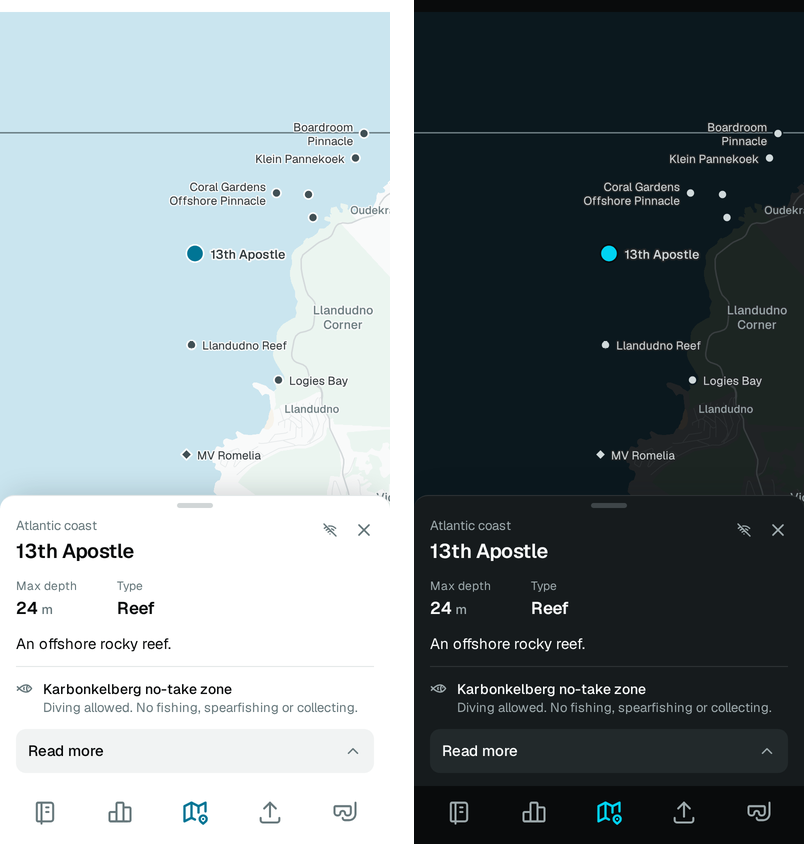 Boardroom
Pinnacle
Klein Pannekoek
Coral Gardens
Offshore Pinnacle
13th Apostle
Llandudno
Corner
Llandudno Reef
Logies Bay
Llandudno
MV Romelia
Atlantic coast
13th Apostle
Max depth
Type
24 m
Reef
An offshore rocky reef.
Karbonkelberg no-take zone
Diving allowed. No fishing, spearfishing or collecting.
Read more
Boardroom
Pinnacle
Klein Pannekoek
Coral Gardens
Offshore Pinnacle
13th Apostle
Llandudno
Corner
Llandudno Reef
Logies Bay
Llandudno
MV Romelia
Atlantic coast
13th Apostle
Max depth
Type
24 m
Reef
An offshore rocky reef.
Karbonkelberg no-take zone
Diving allowed. No fishing, spearfishing or collecting.
Read more